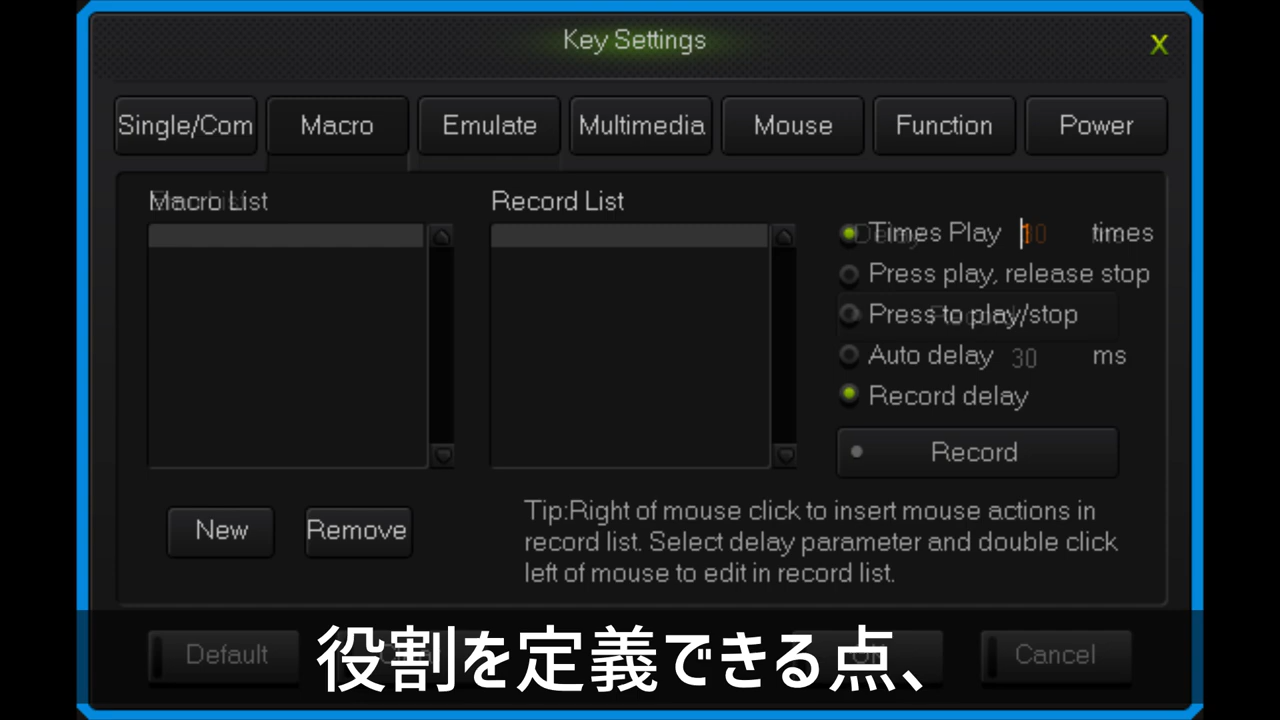 Key Settings
X
Single/Com Macro Emulate Multimedia Mouse Function Power
Macro List Record List
Times Play 1 times
Press play, release stop
Press to play/stop
Auto delay 30 ms
Record delay
Record
New Remove
Tip:Right of mouse click to insert mouse actions in
record list. Select delay parameter and double click
left of mouse to edit in record list.
Default Cancel
役割を定義できる点、